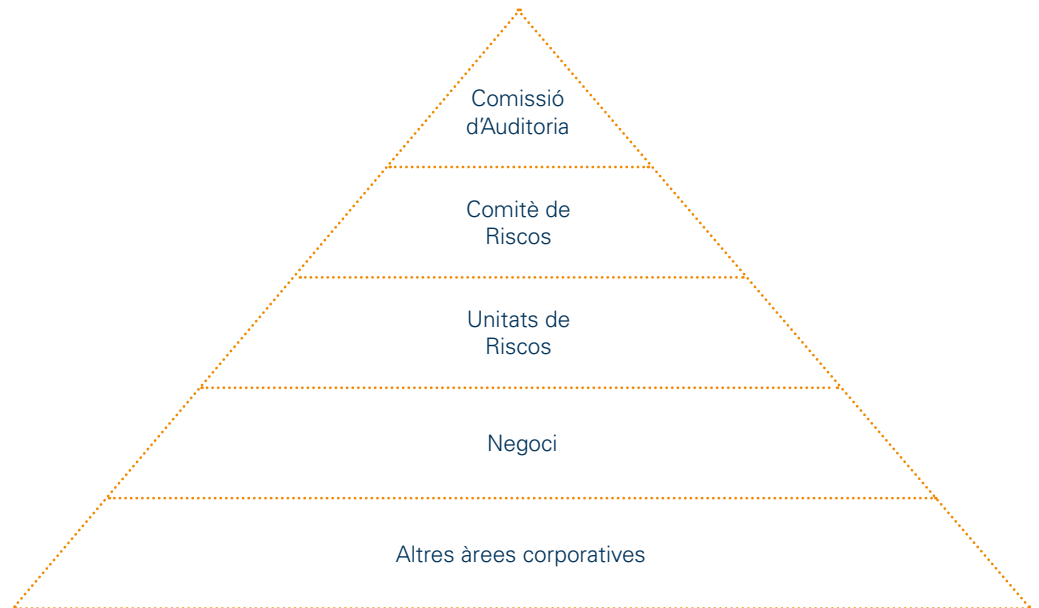 Comissió
d’Auditoria
Comitè de
Riscos
Unitats de
Riscos
Negoci
Altres àrees corporatives